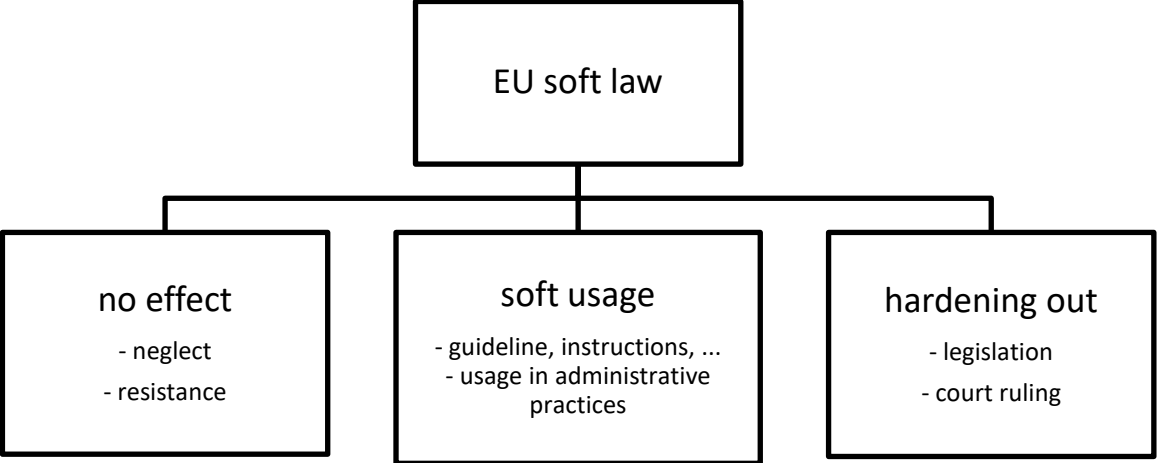 EU soft law
no effect
- neglect
- resistance
soft usage
- guideline, instructions, ...
- usage in administrative
practices
hardening out
- legislation
- court ruling